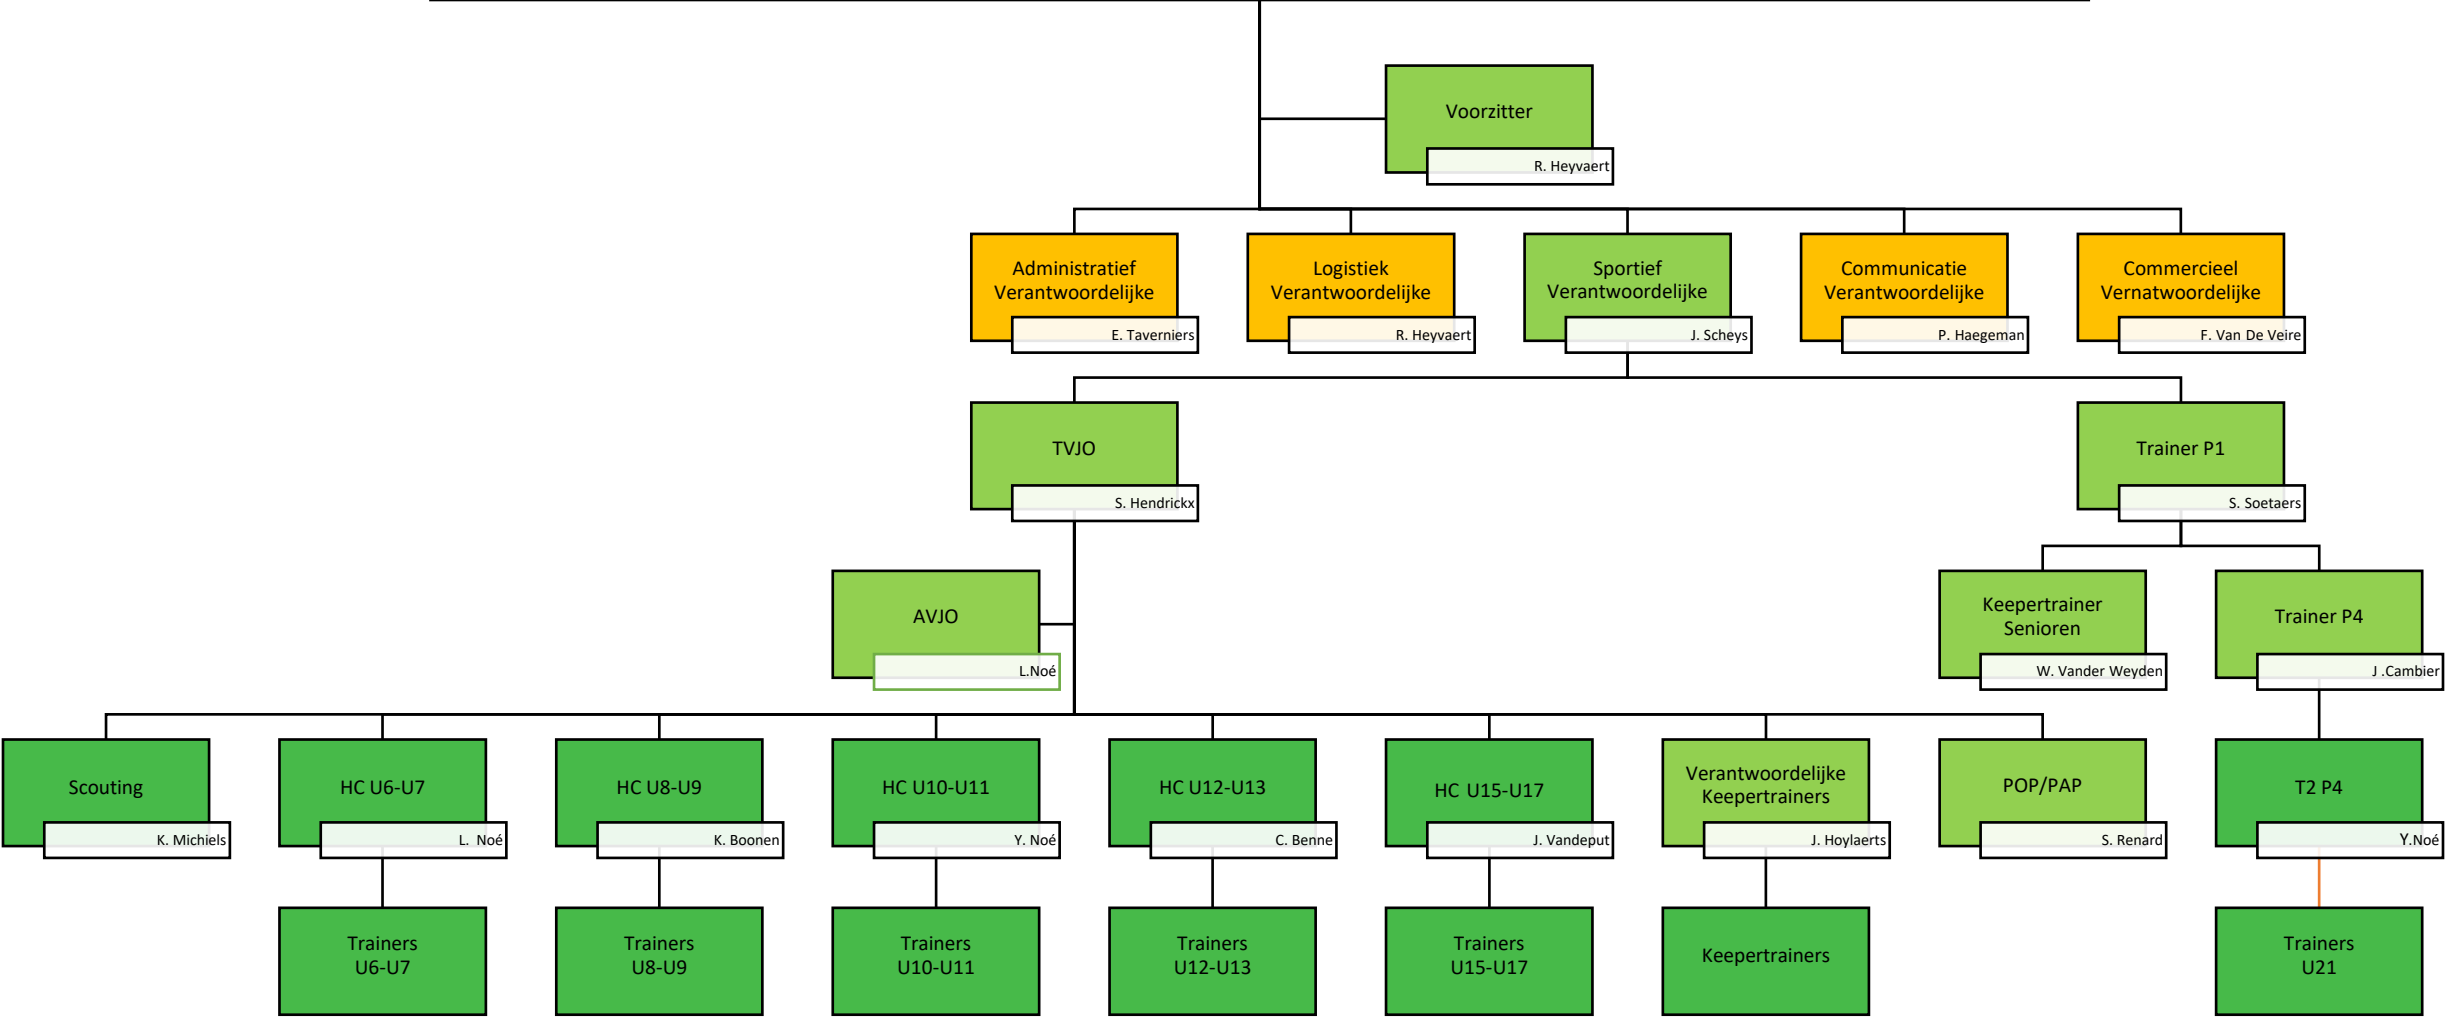 Voorzitter
R. Heyvaert
Administratief
Verantwoordelijke
E. Taverniers
Logistiek
Verantwoordelijke
R. Heyvaert
Sportief
Verantwoordelijke
J. Scheys
Communicatie
Verantwoordelijke
P. Haegeman
Commercieel
Vernatwoordelijke
F. Van De Veire
TVJO
S. Hendrickx
Trainer P1
S. Soetaers
AVJO
L.Noé
Keepertrainer
Senioren
W. Vander Weyden
Trainer P4
J .Cambier
Scouting
K. Michiels
HC U6-U7
L. Noé
HC U8-U9
K. Boonen
HC U10-U11
Y. Noé
HC U12-U13
C. Benne
HC U15-U17
J. Vandeput
Verantwoordelijke
Keepertrainers
J. Hoylaerts
POP/PAP
S. Renard
T2 P4
Y.Noé
Trainers
U6-U7
Trainers
U8-U9
Trainers
U10-U11
Trainers
U12-U13
Trainers
U15-U17
Keepertrainers
Trainers
U21